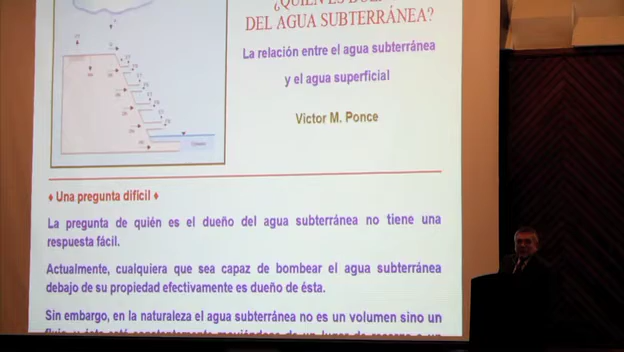 DEL AGUA SUBTERRÁNEA?
La relación entre el agua subterránea
y el agua superficial
Victor M. Ponce
♦ Una pregunta difícil ♦
La pregunta de quién es el dueño del agua subterránea no tiene una
respuesta fácil.
Actualmente, cualquiera que sea capaz de bombear el agua subterránea
debajo de su propiedad efectivamente es dueño de ésta.
Sin embargo, en la naturaleza el agua subterránea no es un volumen sino un